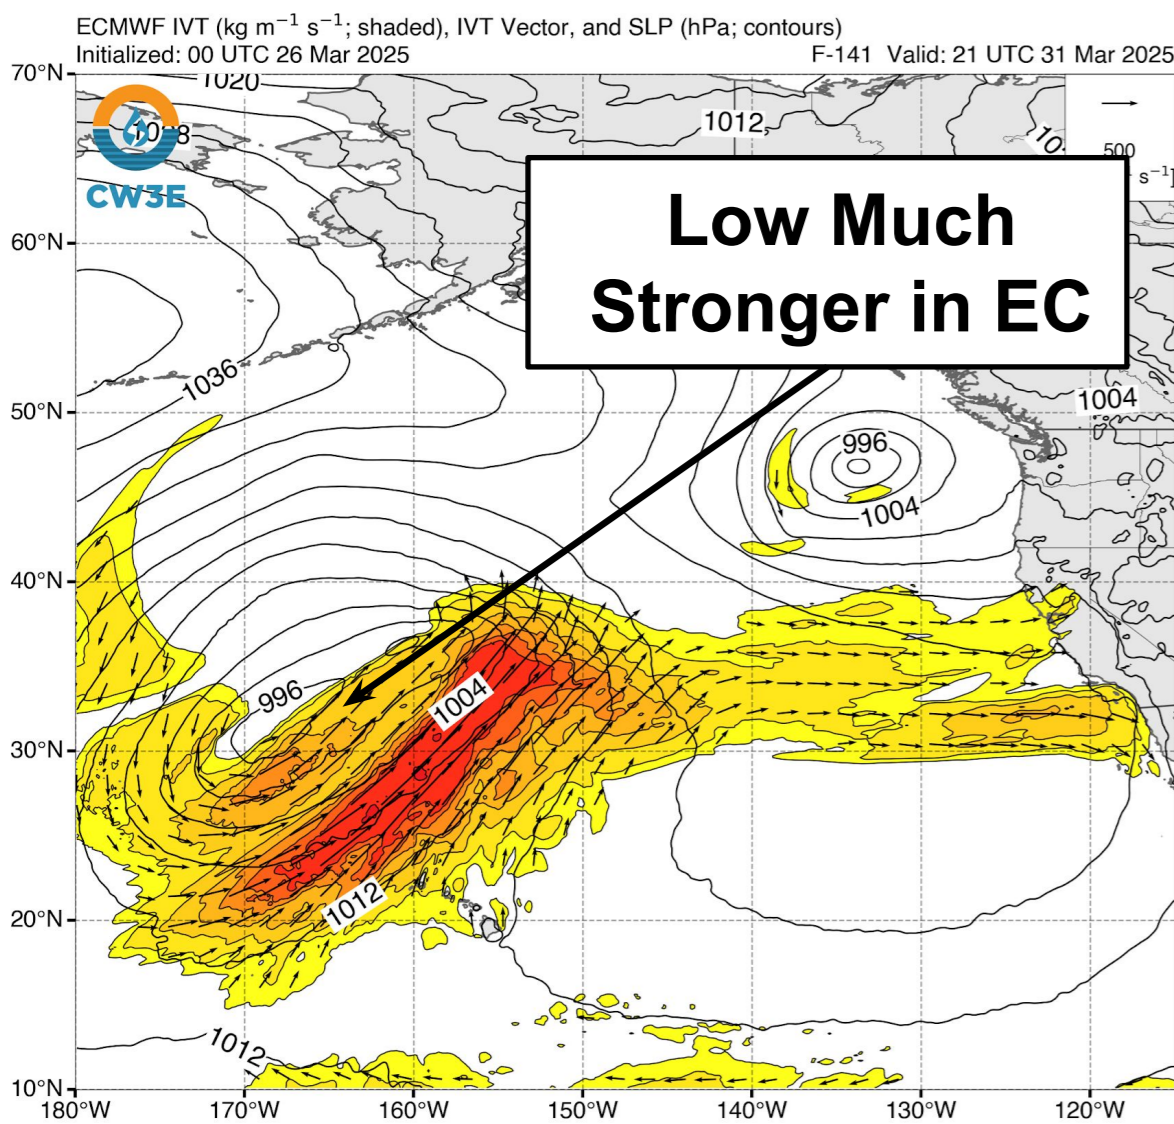 ECMWF IVT (kg m⁻¹ s⁻¹; shaded), IVT Vector, and SLP (hPa; contours)
Initialized: 00 UTC 26 Mar 2025
F-141 Valid: 21 UTC 31 Mar 2025
70°N
1020
1012
500
s⁻¹]
CW3E
Low Much
Stronger in EC
60°N
1036
1004
50°N
996
1004
40°N
996
1004
30°N
1012
20°N
1012
10°N
180°W
170°W
160°W
150°W
140°W
130°W
120°W